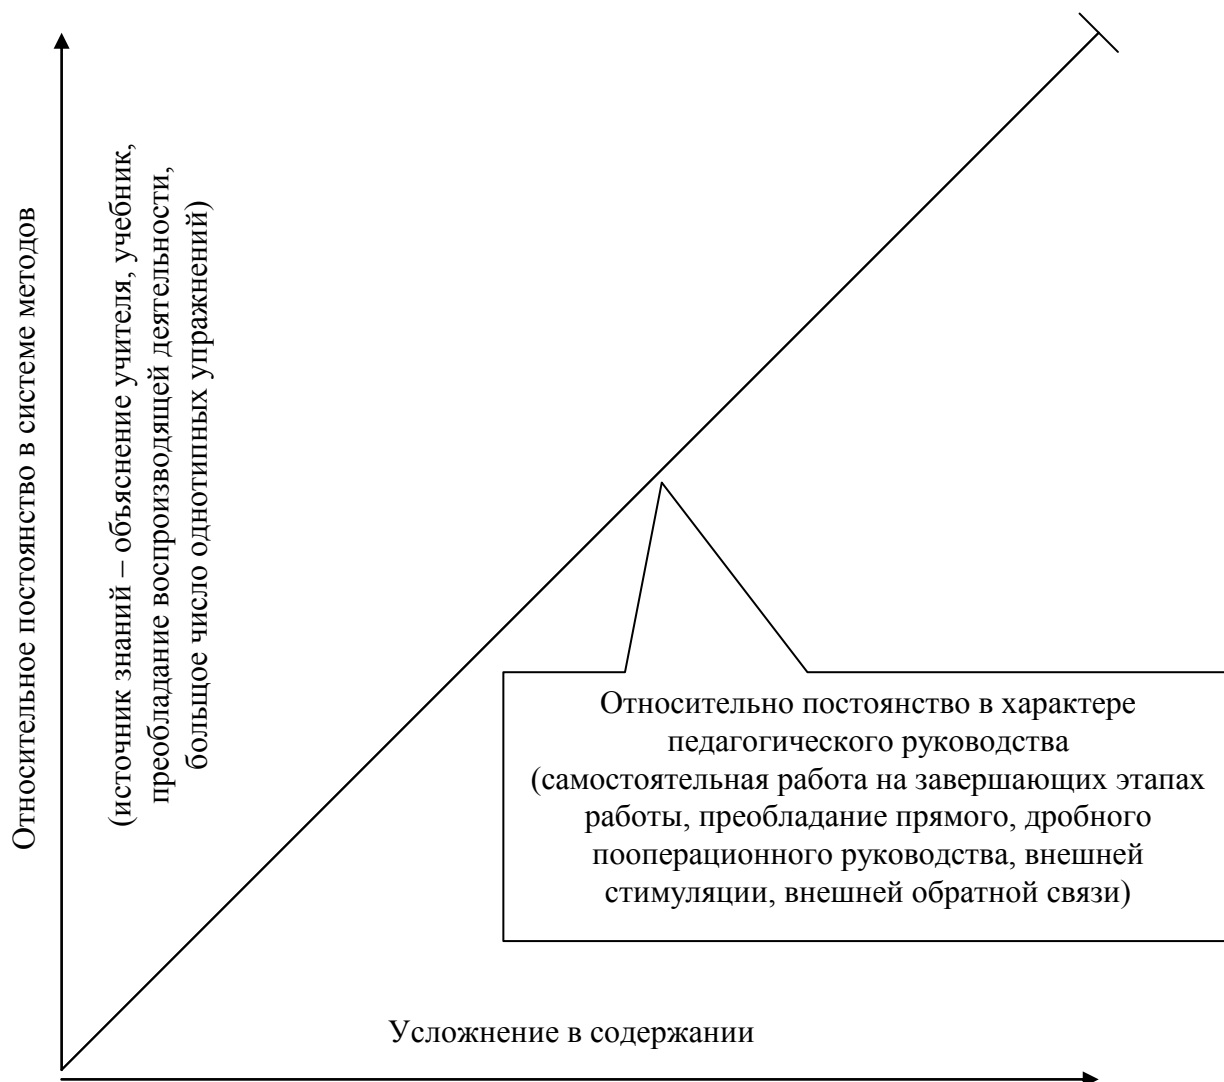 Относительное постоянство в системе методов
(источник знаний – объяснение учителя, учебник,
преобладание воспроизводящей деятельности,
больщое число однотипных упражнений)
Относительно постоянство в характере
педагогического руководства
(самостоятельная работа на завершающих этапах
работы, преобладание прямого, дробного
пооперационного руководства, внешней
стимуляции, внешней обратной связи)
Усложнение в содержании